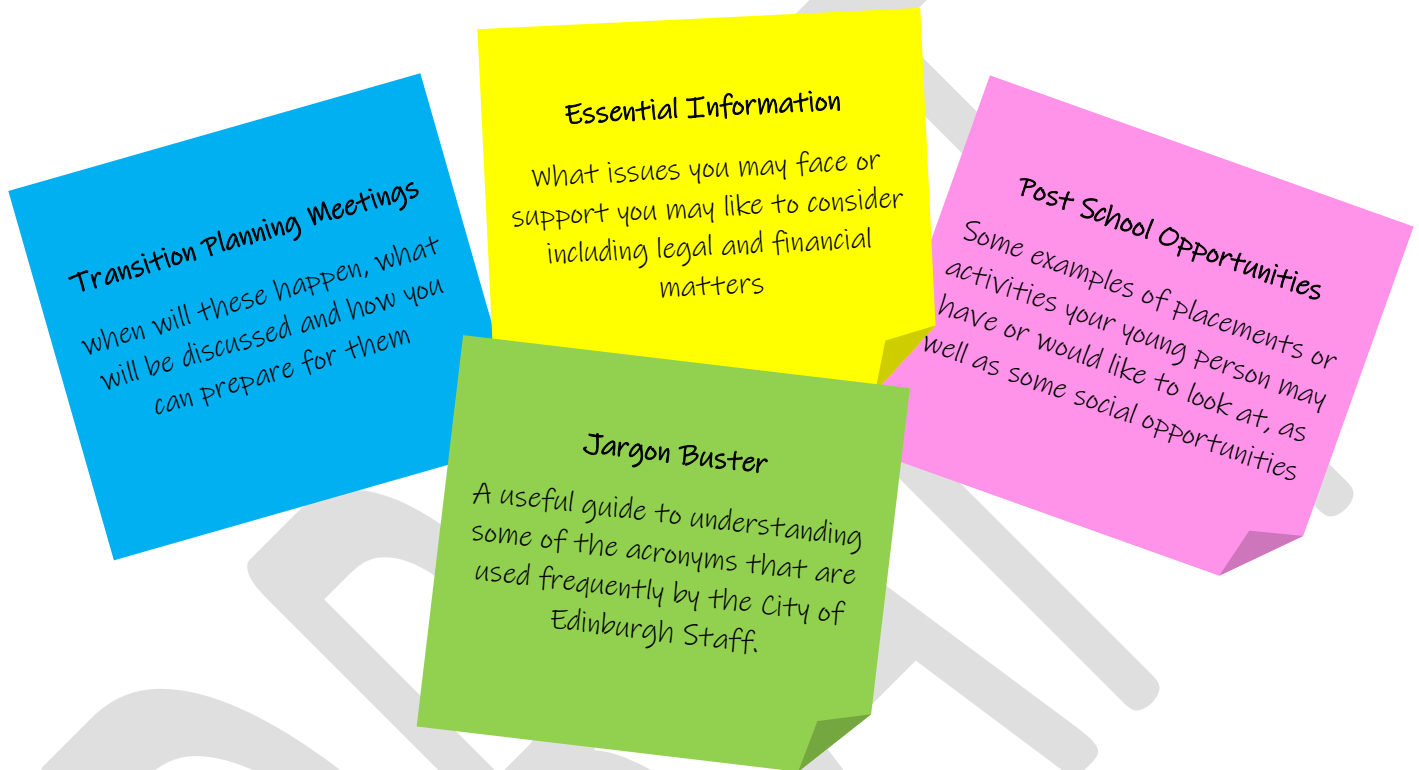 Transition Planning Meetings
when will these happen, what
will be discussed and how you
can prepare for them
Essential Information
What issues you may face or
support you may like to consider
including legal and financial
matters
Post School Opportunities
Some examples of placements or
activities your young person may
have or would like to look at, as
well as some social opportunities
Jargon Buster
A useful guide to understanding
some of the acronyms that are
used frequently by the City of
Edinburgh Staff.